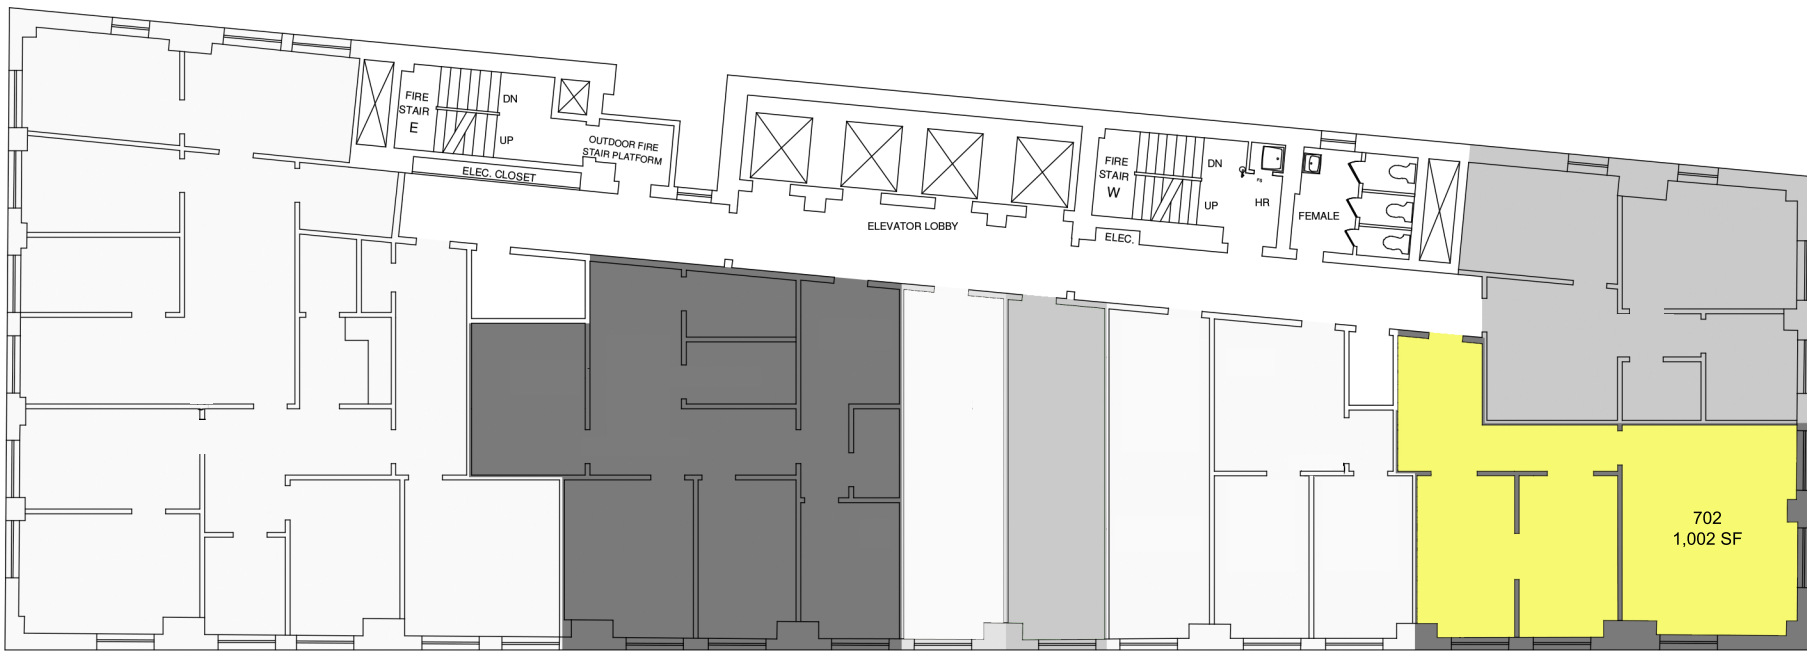 FIRE
STAIR
E
DN
UP
OUTDOOR FIRE
STAIR PLATFORM
ELEC. CLOSET
ELEVATOR LOBBY
FIRE
STAIR
W
DN
UP
ELEC.
HR
FEMALE
702
1,002 SF